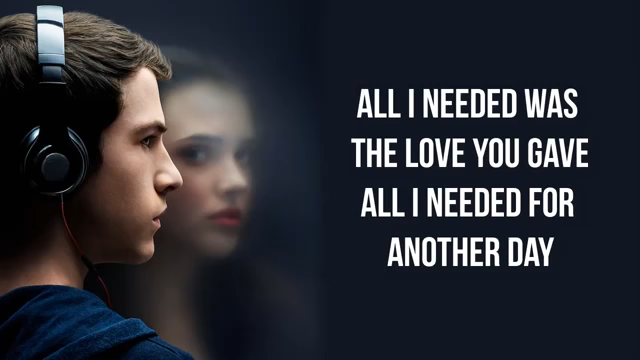 ALL I NEEDED WAS
THE LOVE YOU GAVE
ALL I NEEDED FOR
ANOTHER DAY